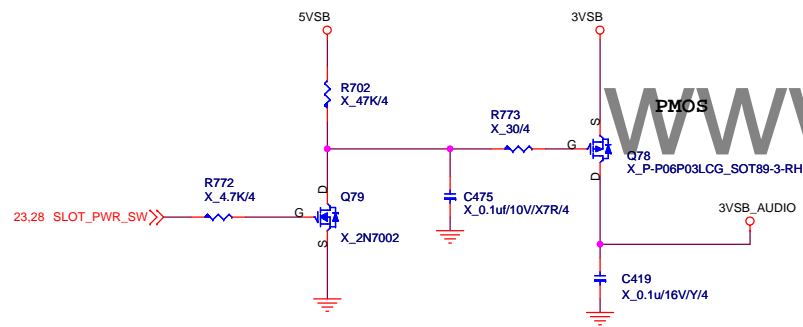 5VSB
3VSB
R702
X_47K/4
PMOS
WWW
R773
X_30/4
S
G
Q78
X_P-P06P03LCG_SOT89-3-RH
D
R772
X_4.7K/4
D
Q79
C475
X_0.1uf/10V/X7R/4
3VSB_AUDIO
23,28 SLOT_PWR_SW
G
X_2N7002
S
C419
X_0.1u/16V/Y/4